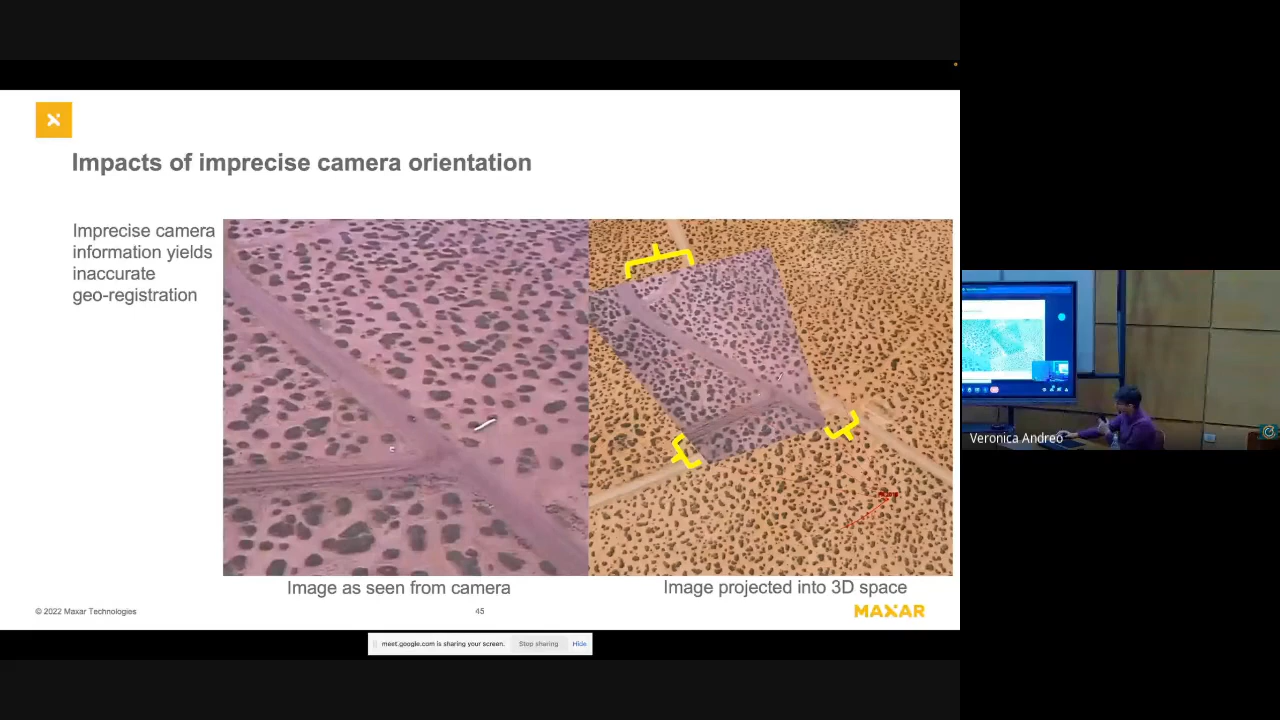 Impacts of imprecise camera orientation
Imprecise camera
information yields
inaccurate
geo-registration
Image as seen from camera
Image projected into 3D space
© 2022 Maxar Technologies
45
MAXAR
meet.google.com is sharing your screen.
Stop sharing
Hide
Veronica Andreo